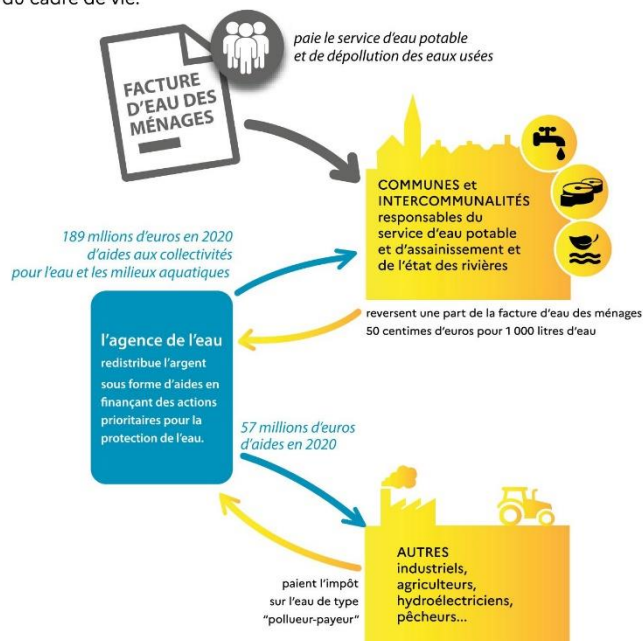 du cadre de vie.
paie le service d'eau potable
et de dépollution des eaux usées
FACTURE
D'EAU DES
MÉNAGES
COMMUNES et
INTERCOMMUNALITÉS
responsables du
service d'eau potable
et d'assainissement et
de l'état des rivières
189 mllions d'euros en 2020
d'aides aux collectivités
pour l'eau et les milieux aquatiques
reversent une part de la facture d'eau des ménages
50 centimes d'euros pour 1 000 litres d'eau
l'agence de l'eau
redistribue l'argent
sous forme d'aides en
finançant des actions
prioritaires pour la
protection de l'eau.
57 millions d'euros
d'aides en 2020
AUTRES
industriels,
agriculteurs,
hydroélectriciens,
pêcheurs...
paient l'impôt
sur l'eau de type
"pollueur-payeur"